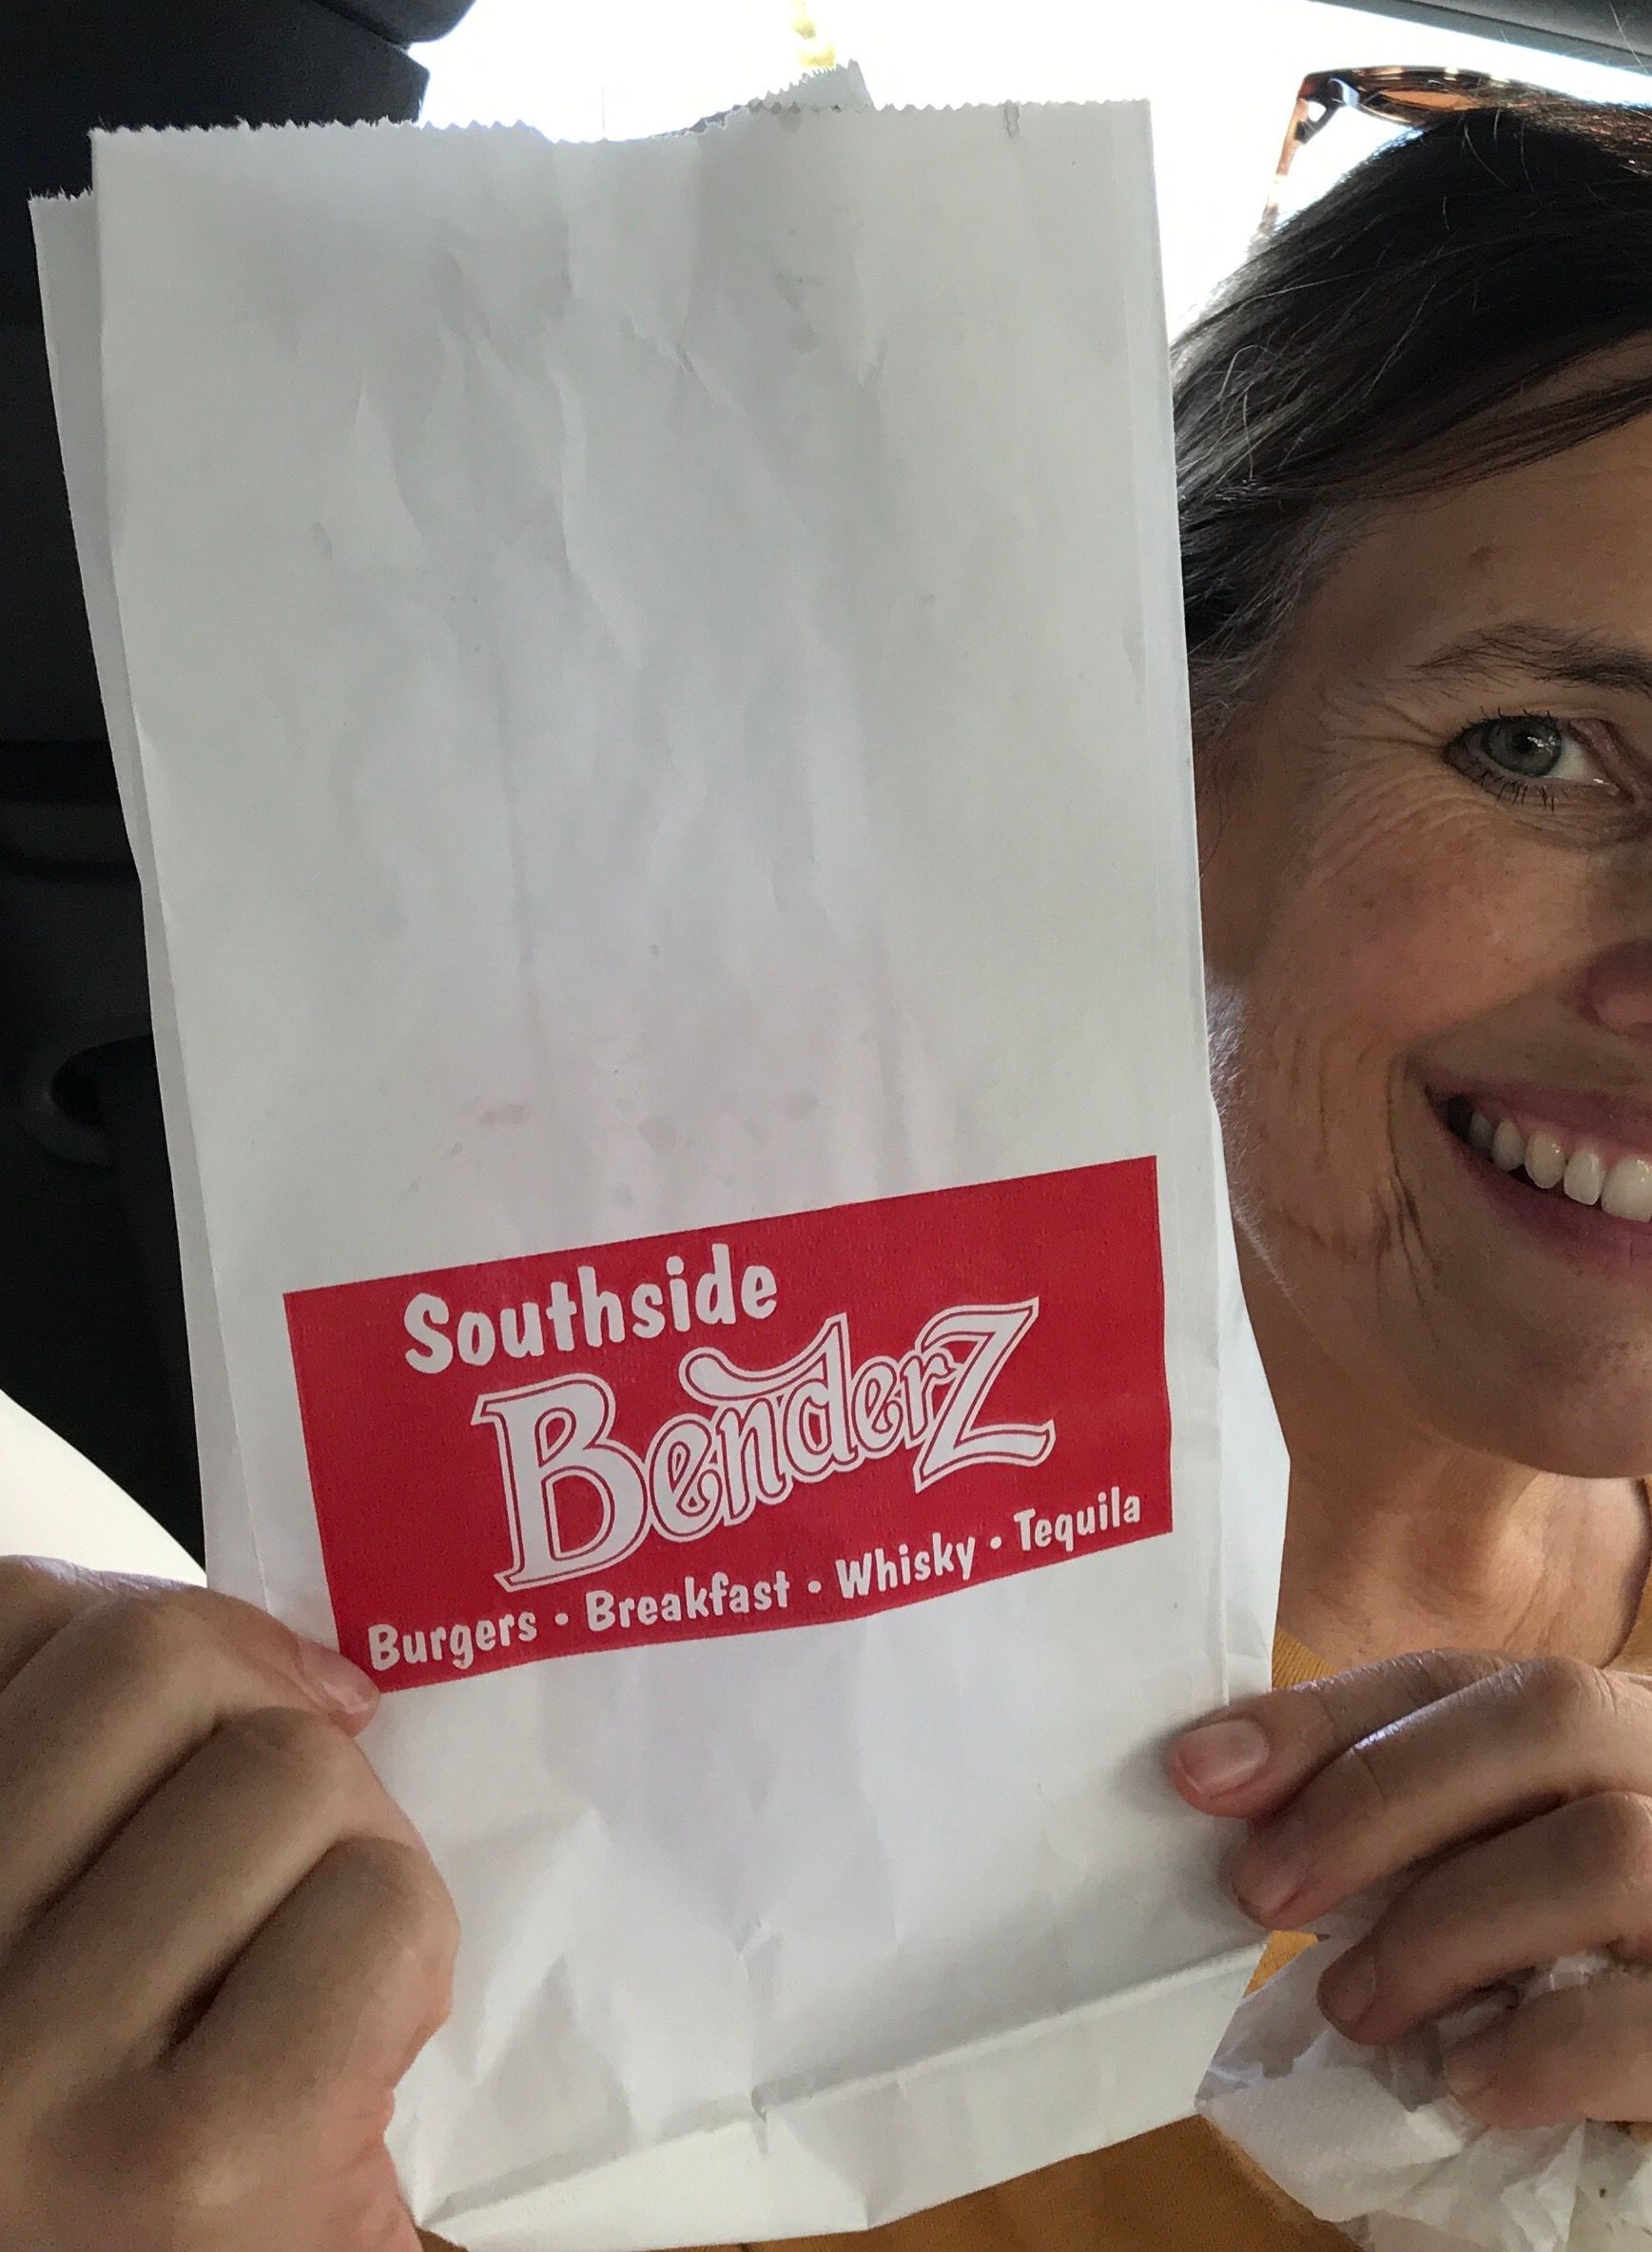 Southside
BenderZ
Burgers • Breakfast • Whisky • Tequila